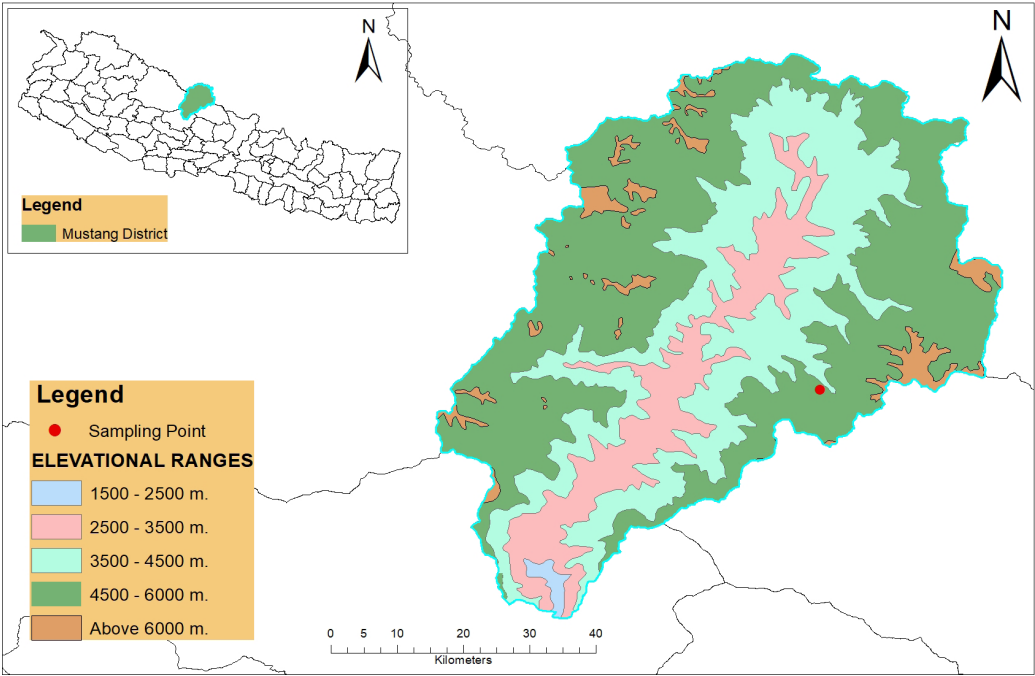 N
Legend
Mustang District
N
Legend
Sampling Point
ELEVATIONAL RANGES
1500 - 2500 m.
2500 - 3500 m.
3500 - 4500 m.
4500 - 6000 m.
Above 6000 m.
0 5 10 20 30 40
Kilometers